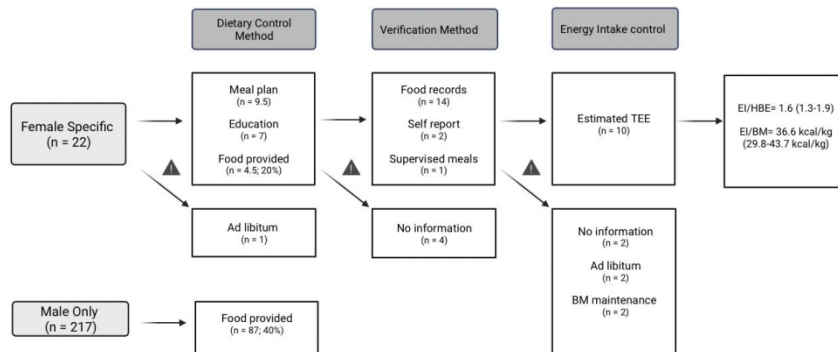 Dietary Control
Method
Verification Method
Energy Intake control
Female Specific
(n = 22)
Meal plan
(n = 9.5)
Education
(n = 7)
Food provided
(n = 4.5; 20%)
Food records
(n = 14)
Self report
(n = 2)
Supervised meals
(n = 1)
Estimated TEE
(n = 10)
EI/HBE= 1.6 (1.3-1.9)
EI/BM= 36.6 kcal/kg
(29.8-43.7 kcal/kg)
Ad libitum
(n = 1)
No information
(n = 4)
No information
(n = 2)
Ad libitum
(n = 2)
BM maintenance
(n = 2)
Male Only
(n = 217)
Food provided
(n = 87; 40%)